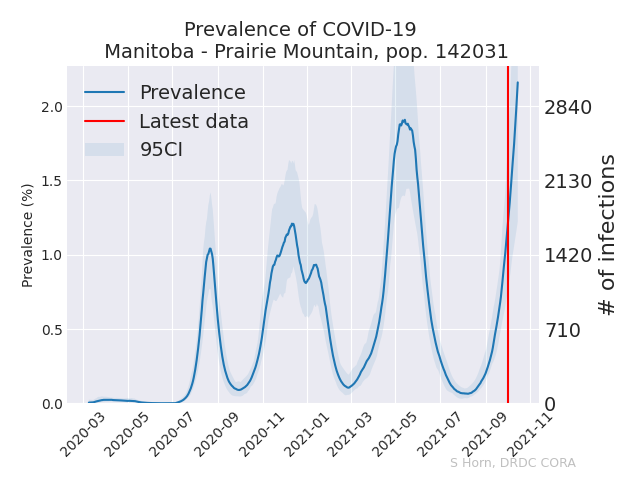 Prevalence of COVID-19
Manitoba - Prairie Mountain, pop. 142031
Prevalence
Latest data
95CI
Prevalence (%)
2.0
1.5
1.0
0.5
0.0
2840
2130
1420
710
0
# of infections
2020-03
2020-05
2020-07
2020-09
2020-11
2021-01
2021-03
2021-05
2021-07
2021-09
2021-11
S Horn, DRDC CORA